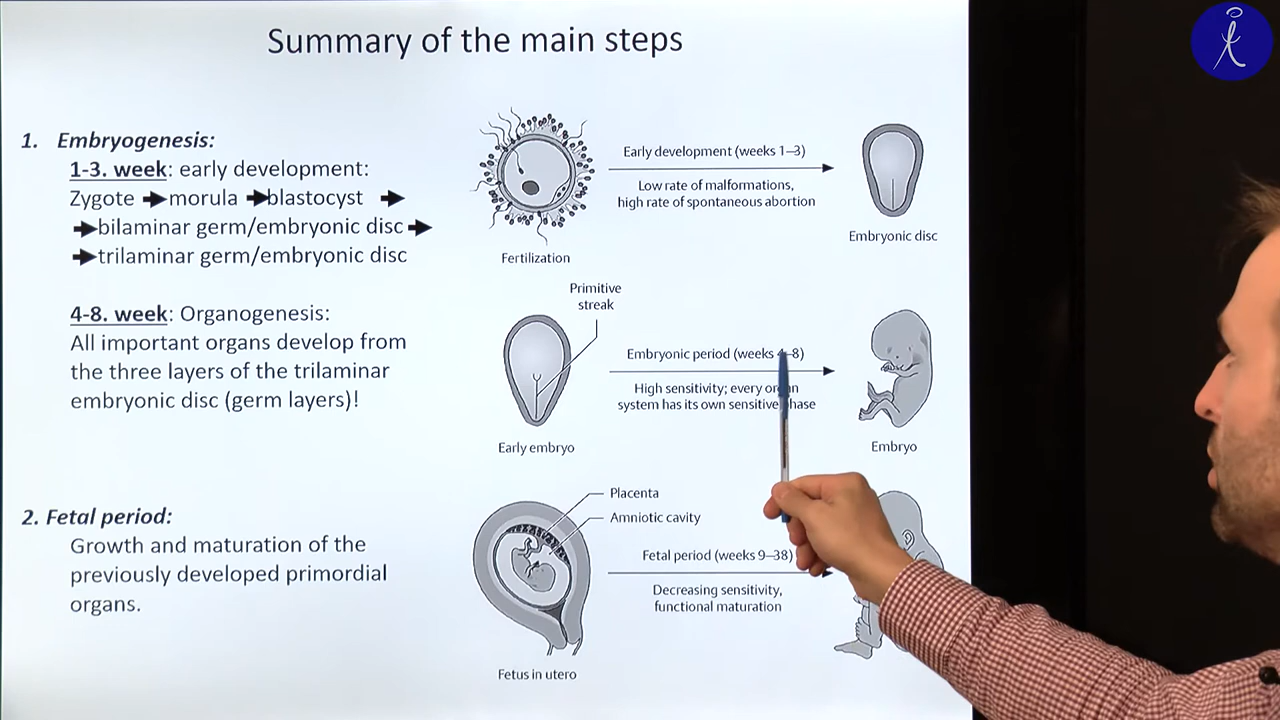 Summary of the main steps
1. Embryogenesis:
1-3. week: early development:
Zygote ➔ morula ➔ blastocyst ➔
➔ bilaminar germ/embryonic disc ➔
➔ trilaminar germ/embryonic disc
4-8. week: Organogenesis:
All important organs develop from
the three layers of the trilaminar
embryonic disc (germ layers)!
2. Fetal period:
Growth and maturation of the
previously developed primordial
organs.
Early development (weeks 1–3)
Low rate of malformations,
high rate of spontaneous abortion
Fertilization
Embryonic disc
Primitive
streak
Embryonic period (weeks 4–8)
High sensitivity; every organ
system has its own sensitive phase
Early embryo
Embryo
Placenta
Amniotic cavity
Fetal period (weeks 9–38)
Decreasing sensitivity,
functional maturation
Fetus in utero